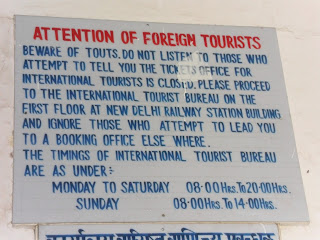 ATTENTION OF FOREIGN TOURISTS
BEWARE OF TOUTS. DO NOT LISTEN TO THOSE WHO
ATTEMPT TO TELL YOU THE TICKETS OFFICE FOR
INTERNATIONAL TOURISTS IS CLOSED. PLEASE PROCEED
TO THE INTERNATIONAL TOURIST BUREAU ON THE
FIRST FLOOR AT NEW DELHI RAILWAY STATION BUILDING
AND IGNORE THOSE WHO ATTEMPT TO LEAD YOU
TO A BOOKING OFFICE ELSE WHERE.
THE TIMINGS OF INTERNATIONAL TOURIST BUREAU
ARE AS UNDER:-
MONDAY TO SATURDAY 08-00 HRS. TO 20-00 HRS.
SUNDAY 08-00 HRS. TO 14-00 HRS.